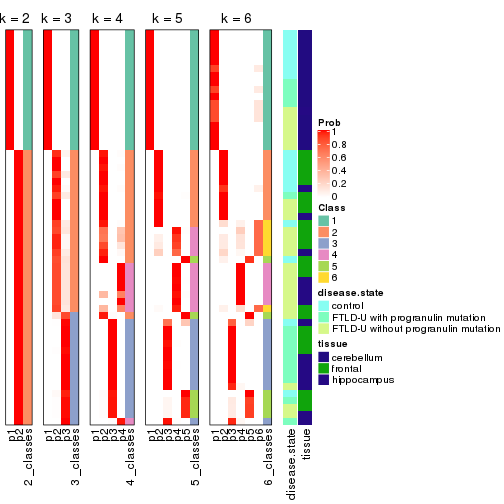 k = 2 k = 3 k = 4 k = 5 k = 6
Prob
1
0.8
0.6
0.4
0.2
0
Class
1
2
3
4
5
6
disease.state
control
FTLD-U with progranulin mutation
FTLD-U without progranulin mutation
tissue
cerebellum
frontal
hippocampus
p1
p2
2_classes
p1
p2
p3
3_classes
p1
p2
p3
p4
4_classes
p1
p2
p3
p4
p5
5_classes
p1
p2
p3
p4
p5
p6
6_classes
disease.state
tissue